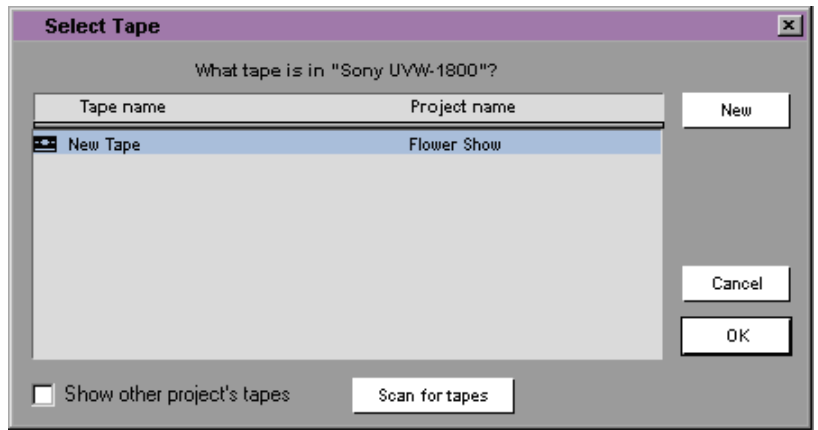 Select Tape
What tape is in "Sony UVW-1800"?
Tape name Project name
New
New Tape Flower Show
Cancel
OK
Show other project's tapes
Scan for tapes